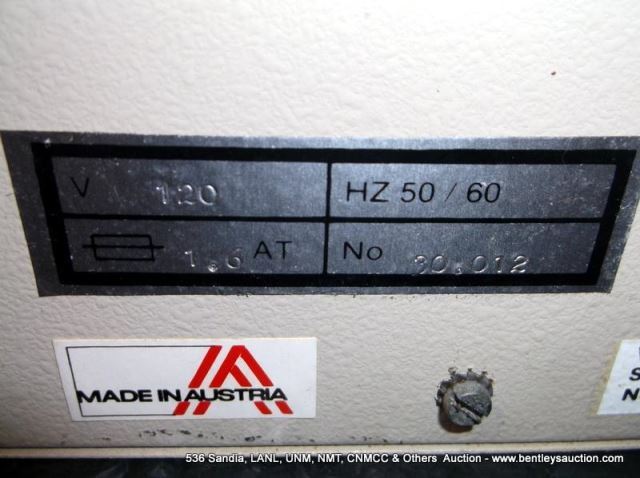 V 120
HZ 50 / 60
1.6 AT
No 30.012
MADE IN AUSTRIA
S
N
536 Sandia, LANL, UNM, NMT, CNMCC & Others Auction - www.bentleysauction.com